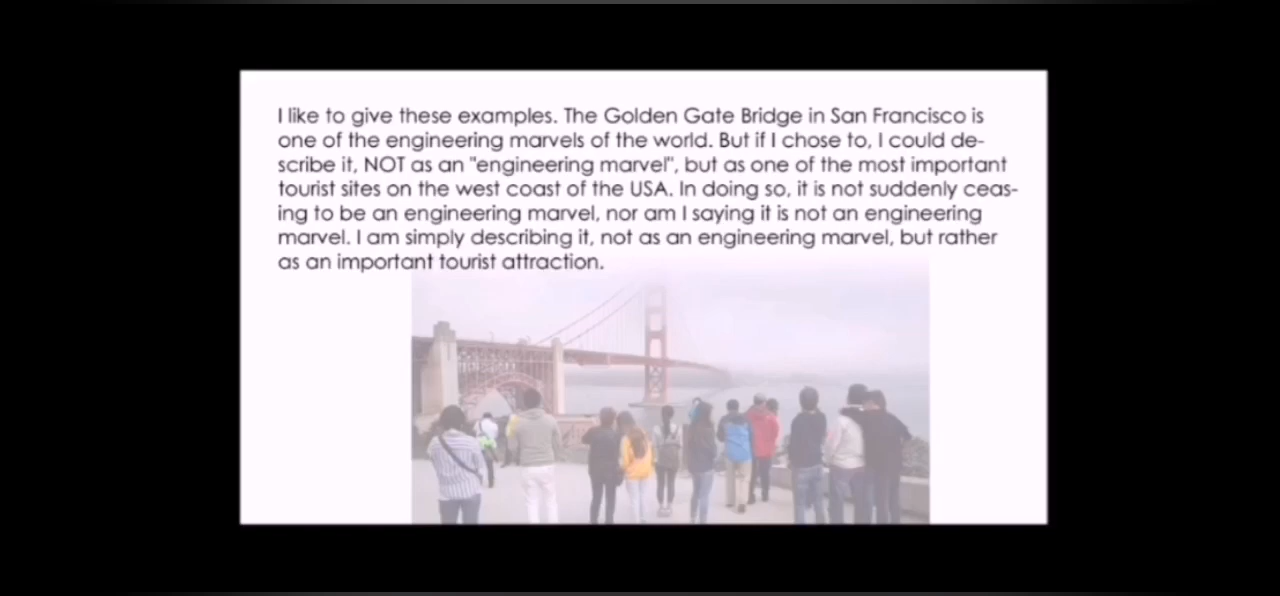 I like to give these examples. The Golden Gate Bridge in San Francisco is
one of the engineering marvels of the world. But if I chose to, I could de-
scribe it, NOT as an "engineering marvel", but as one of the most important
tourist sites on the west coast of the USA. In doing so, it is not suddenly ceas-
ing to be an engineering marvel, nor am I saying it is not an engineering
marvel. I am simply describing it, not as an engineering marvel, but rather
as an important tourist attraction.